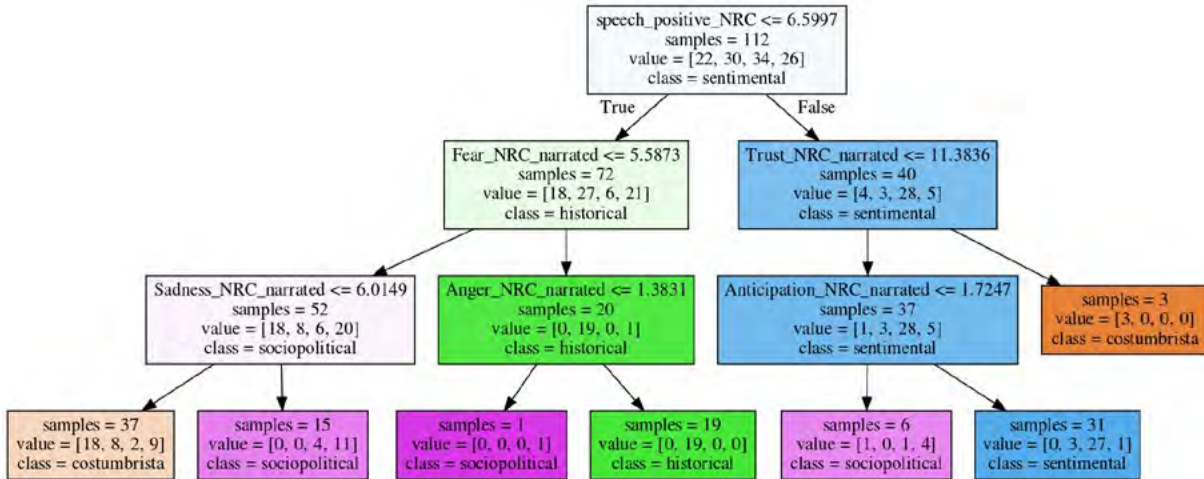 speech_positive_NRC <= 6.5997
samples = 112
value = [22, 30, 34, 26]
class = sentimental
True
False
Fear_NRC_narrated <= 5.5873
samples = 72
value = [18, 27, 6, 21]
class = historical
Trust_NRC_narrated <= 11.3836
samples = 40
value = [4, 3, 28, 5]
class = sentimental
Sadness_NRC_narrated <= 6.0149
samples = 52
value = [18, 8, 6, 20]
class = sociopolitical
Anger_NRC_narrated <= 1.3831
samples = 20
value = [0, 19, 0, 1]
class = historical
Anticipation_NRC_narrated <= 1.7247
samples = 37
value = [1, 3, 28, 5]
class = sentimental
samples = 3
value = [3, 0, 0, 0]
class = costumbrista
samples = 37
value = [18, 8, 2, 9]
class = costumbrista
samples = 15
value = [0, 0, 4, 11]
class = sociopolitical
samples = 1
value = [0, 0, 0, 1]
class = sociopolitical
samples = 19
value = [0, 19, 0, 0]
class = historical
samples = 6
value = [1, 0, 1, 4]
class = sociopolitical
samples = 31
value = [0, 3, 27, 1]
class = sentimental